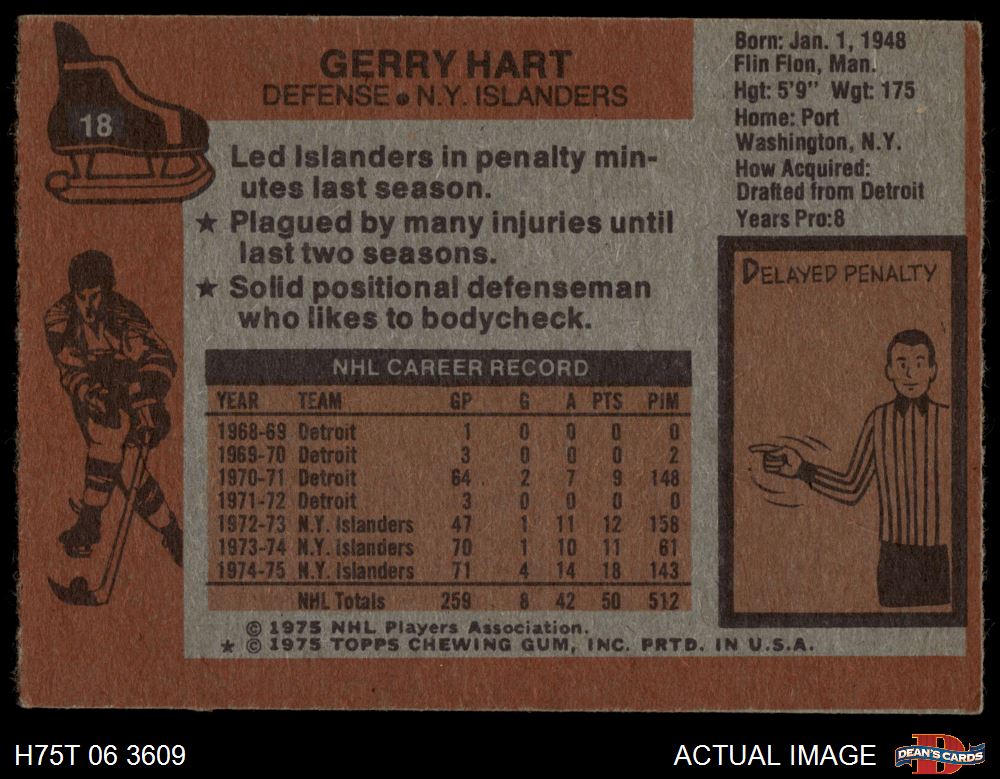 18
GERRY HART
DEFENSE • N.Y. ISLANDERS
Led Islanders in penalty min-
utes last season.
★ Plagued by many injuries until
last two seasons.
★ Solid positional defenseman
who likes to bodycheck.
Born: Jan. 1, 1948
Flin Flon, Man.
Hgt: 5'9" Wgt: 175
Home: Port
Washington, N.Y.
How Acquired:
Drafted from Detroit
Years Pro:8
DELAYED PENALTY
NHL CAREER RECORD
YEAR TEAM GP G A PTS PIM
1968-69 Detroit 1 0 0 0 0
1969-70 Detroit 3 0 0 0 2
1970-71 Detroit 64 2 7 9 148
1971-72 Detroit 3 0 0 0 0
1972-73 N.Y. Islanders 47 1 11 12 158
1973-74 N.Y. Islanders 70 1 10 11 61
1974-75 N.Y. Islanders 71 4 14 18 143
NHL Totals 259 8 42 50 512
© 1975 NHL Players Association.
★ © 1975 TOPPS CHEWING GUM, INC. PRTD. IN U.S.A.
H75T 06 3609
ACTUAL IMAGE
DEAN'S CARDS